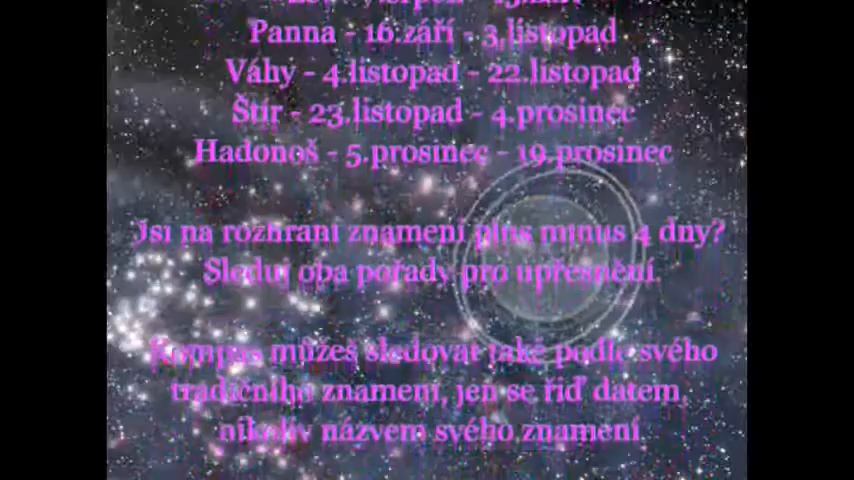 Panna - 16.září - 3.listopad
Váhy - 4.listopad - 22.listopad
Štír - 23.listopad - 4.prosinec
Hadonoš - 5.prosinec - 19.prosinec
Jsi na rozhraní znamení plus minus 4 dny?
Sleduj oba pořady pro upřesnění.
Kompas můžeš sledovat také podle svého
tradičního znamení, jen se řiď datem,
nikoliv názvem svého znamení.